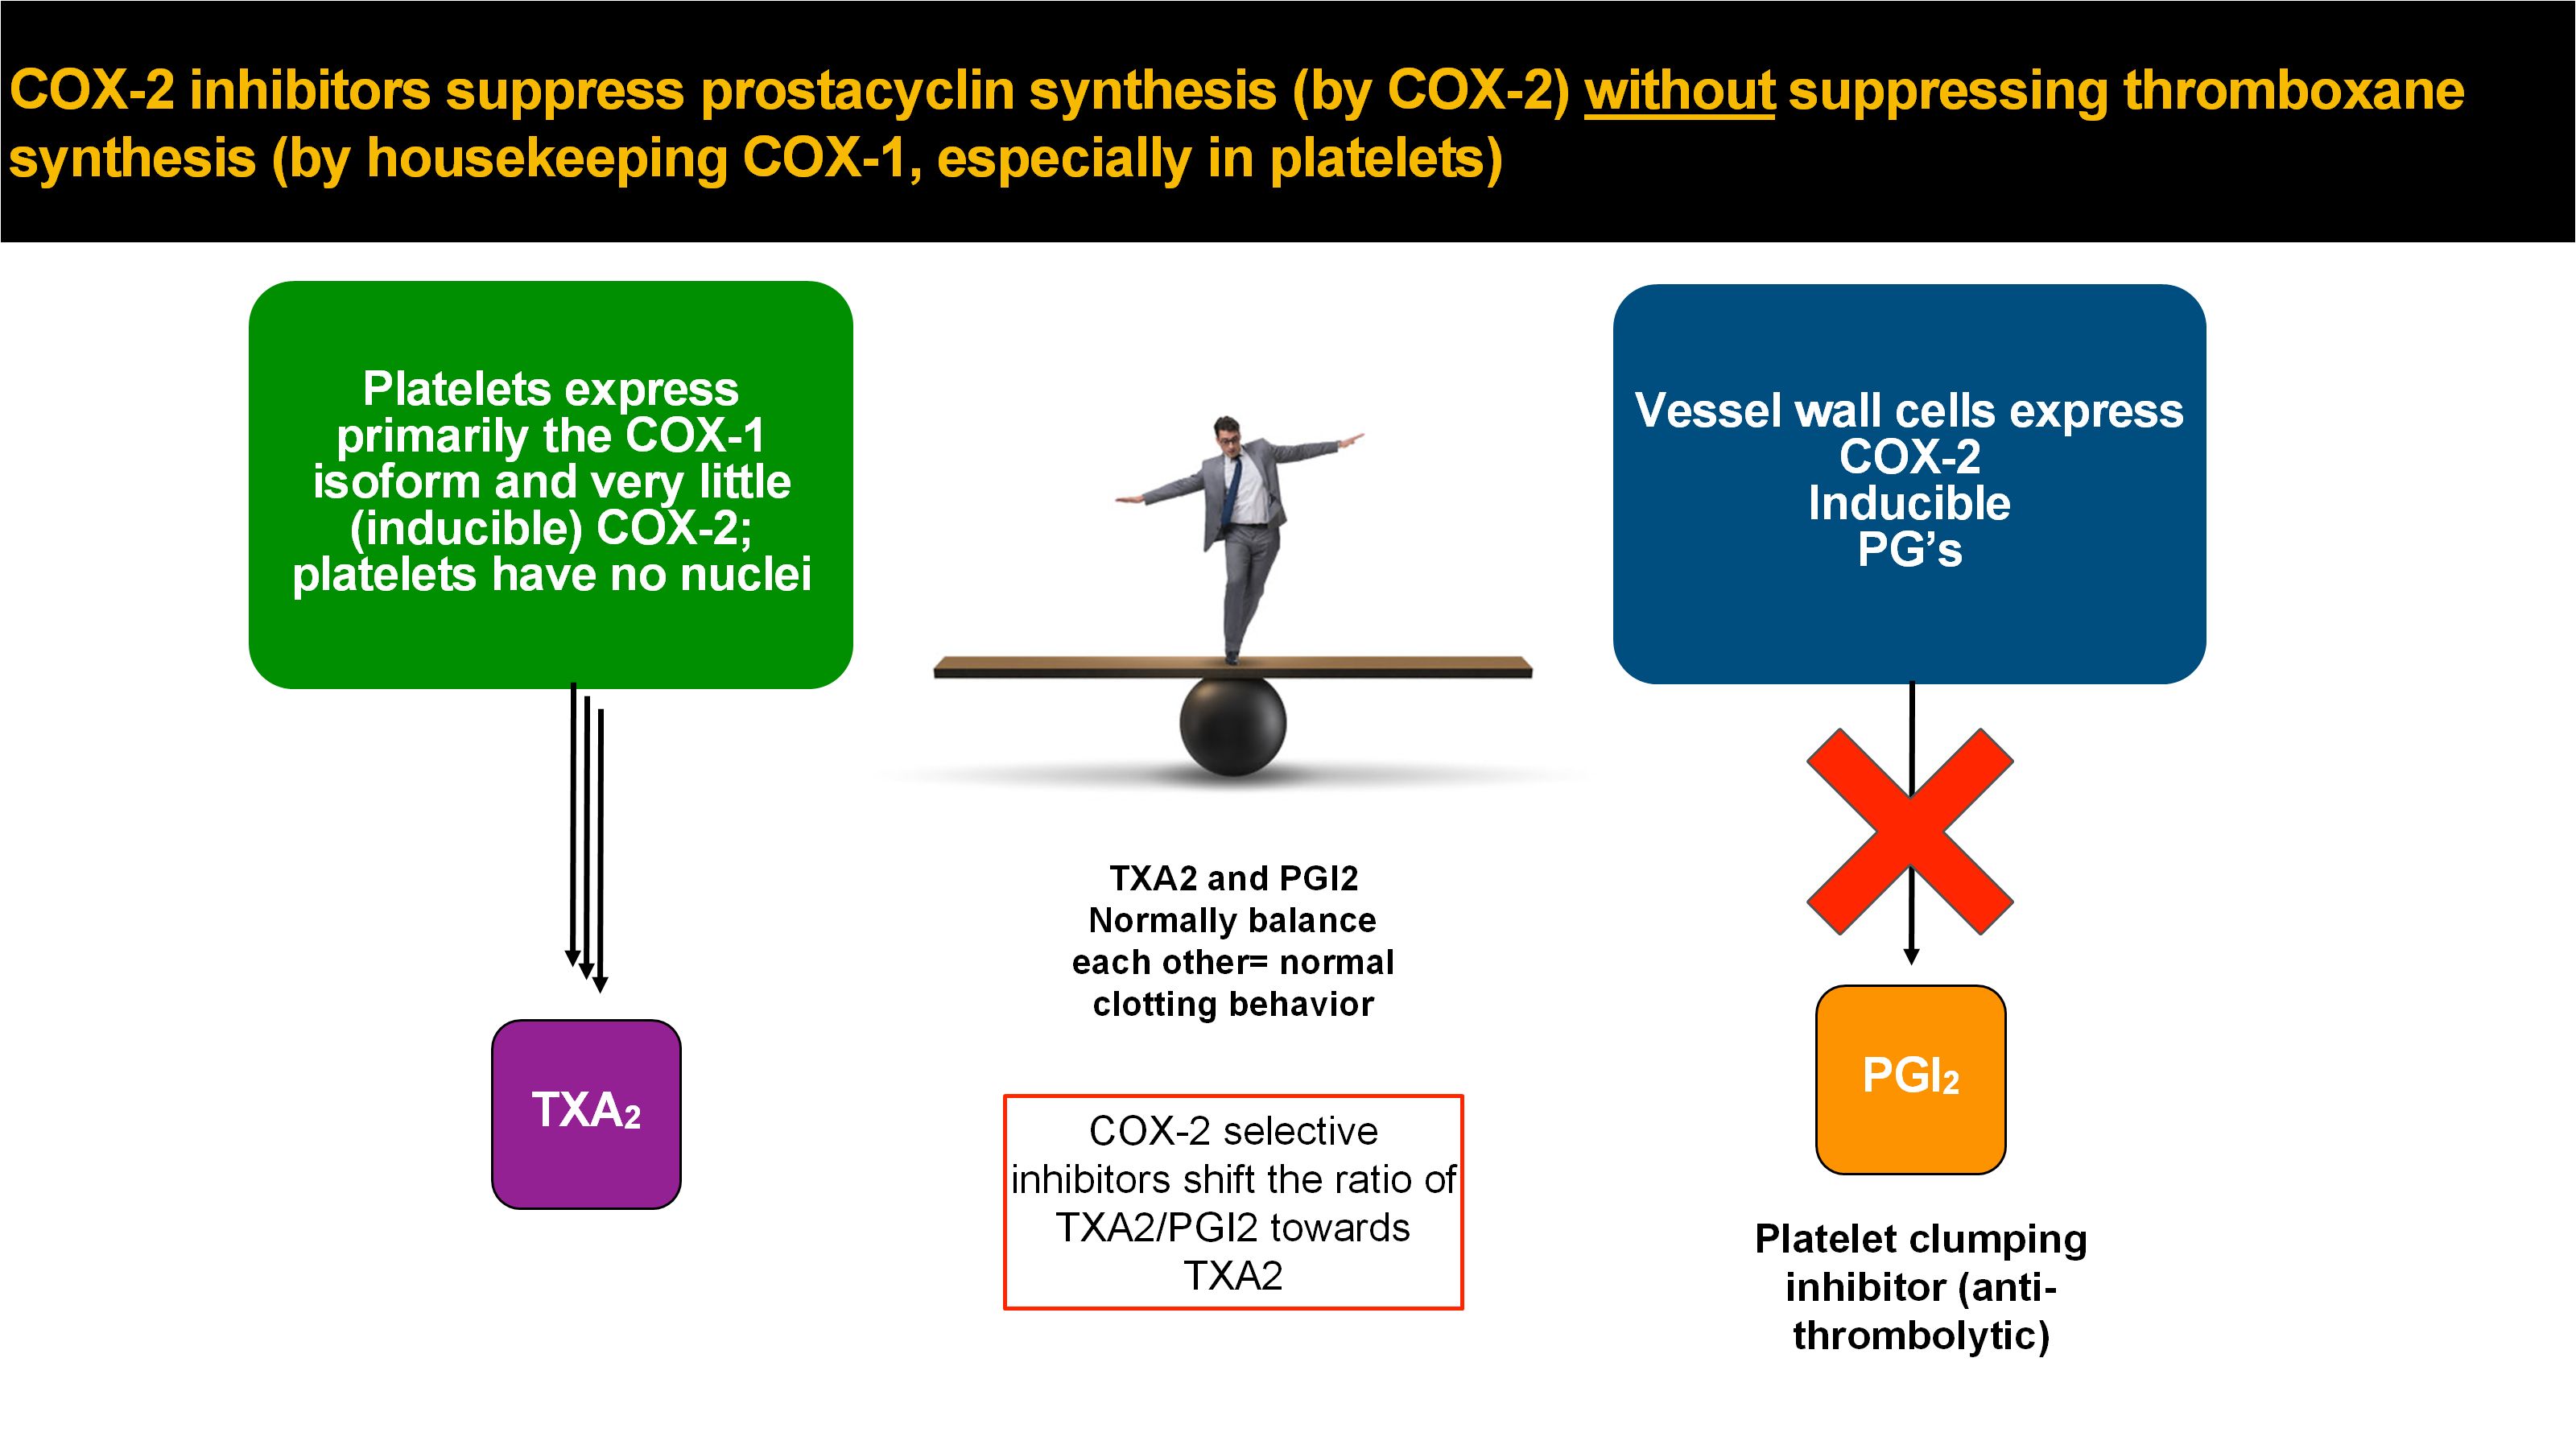 COX-2 inhibitors suppress prostacyclin synthesis (by COX-2) without suppressing thromboxane
synthesis (by housekeeping COX-1, especially in platelets)
Platelets express
primarily the COX-1
isoform and very little
(inducible) COX-2;
platelets have no nuclei
Vessel wall cells express
COX-2
Inducible
PG’s
TXA2 and PGI2
Normally balance
each other= normal
clotting behavior
TXA₂
PGI₂
COX-2 selective
inhibitors shift the ratio of
TXA2/PGI2 towards
TXA2
Platelet clumping
inhibitor (anti-
thrombolytic)